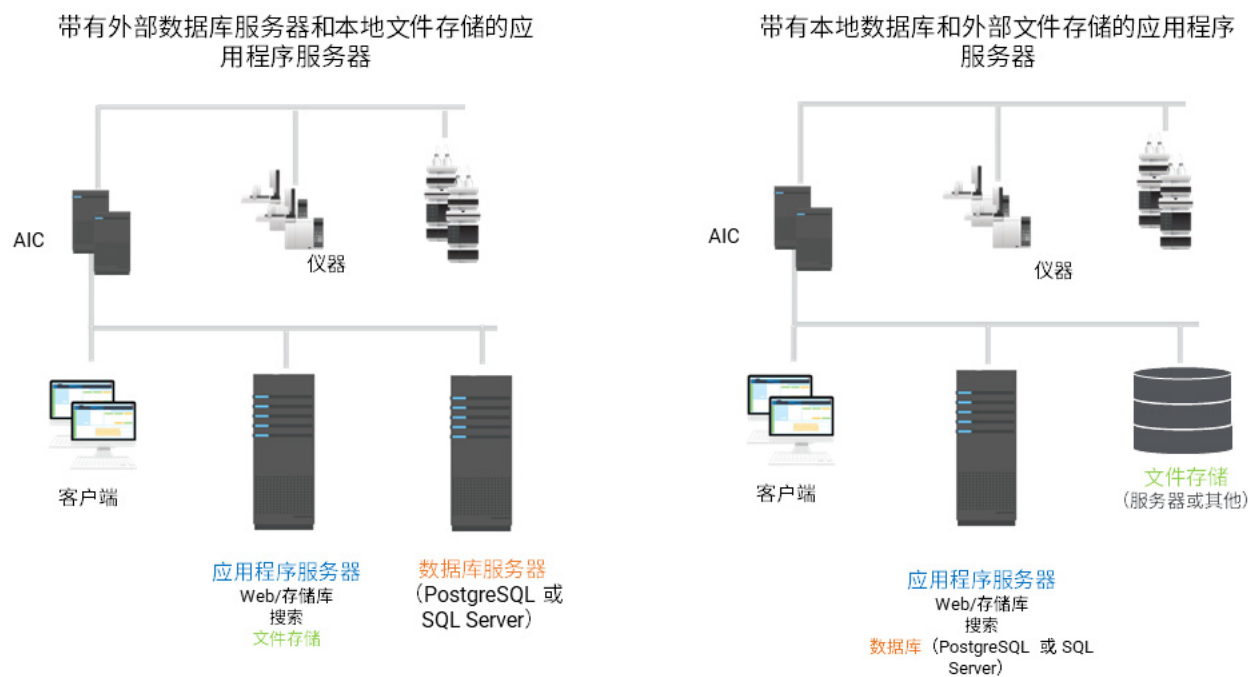 带有外部数据库服务器和本地文件存储的应
用程序服务器
AIC
仪器
客户端
应用程序服务器
Web/存储库
搜索
文件存储
数据库服务器
（PostgreSQL 或
SQL Server）
带有本地数据库和外部文件存储的应用程序
服务器
AIC
仪器
客户端
文件存储
（服务器或其他）
应用程序服务器
Web/存储库
搜索
数据库（PostgreSQL 或 SQL
Server）